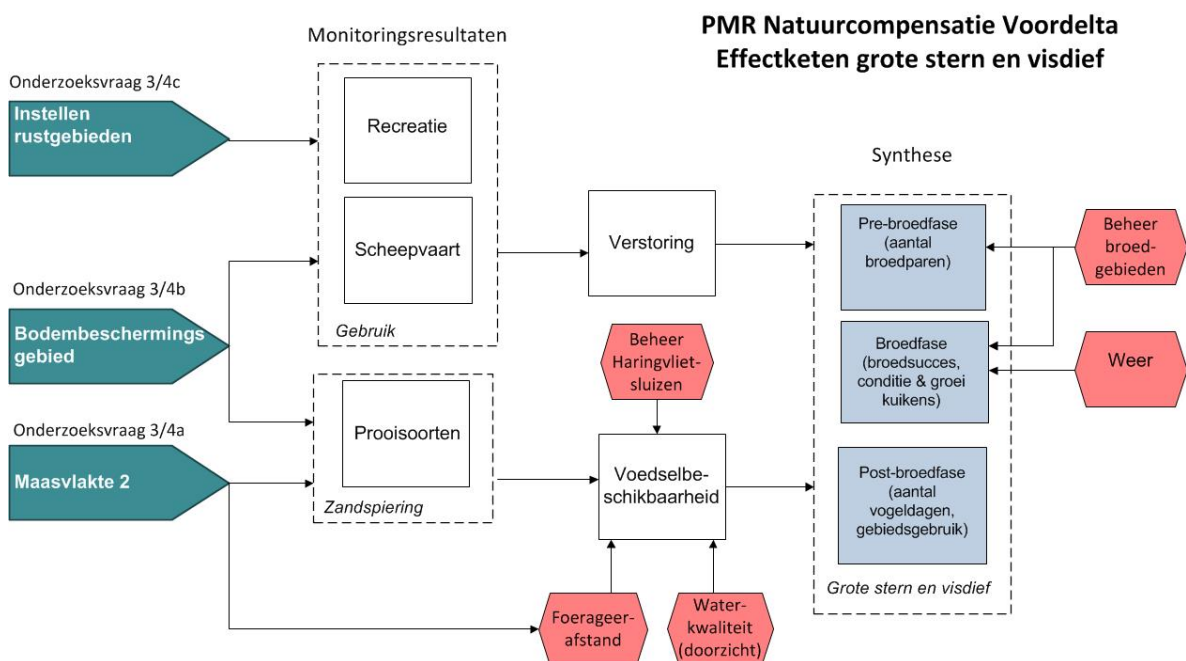 PMR Natuurcompensatie Voordelta
Effectketen grote stern en visdief
Monitoringsresultaten
Onderzoeksvraag 3/4c
Instellen
rustgebieden
Recreatie
Scheepvaart
Gebruik
Onderzoeksvraag 3/4b
Bodembeschermings
gebied
Onderzoeksvraag 3/4a
Maasvlakte 2
Prooisoorten
Zandspiering
Verstoring
Beheer
Haringvliet-
sluizen
Voedselbe-
schikbaarheid
Foerageer-
afstand
Water-
kwaliteit
(doorzicht)
Synthese
Pre-broedfase
(aantal
broedparen)
Broedfase
(broedsucces,
conditie & groei
kuikens)
Post-broedfase
(aantal
vogeldagen,
gebiedsgebruik)
Grote stern en visdief
Beheer
broed-
gebieden
Weer